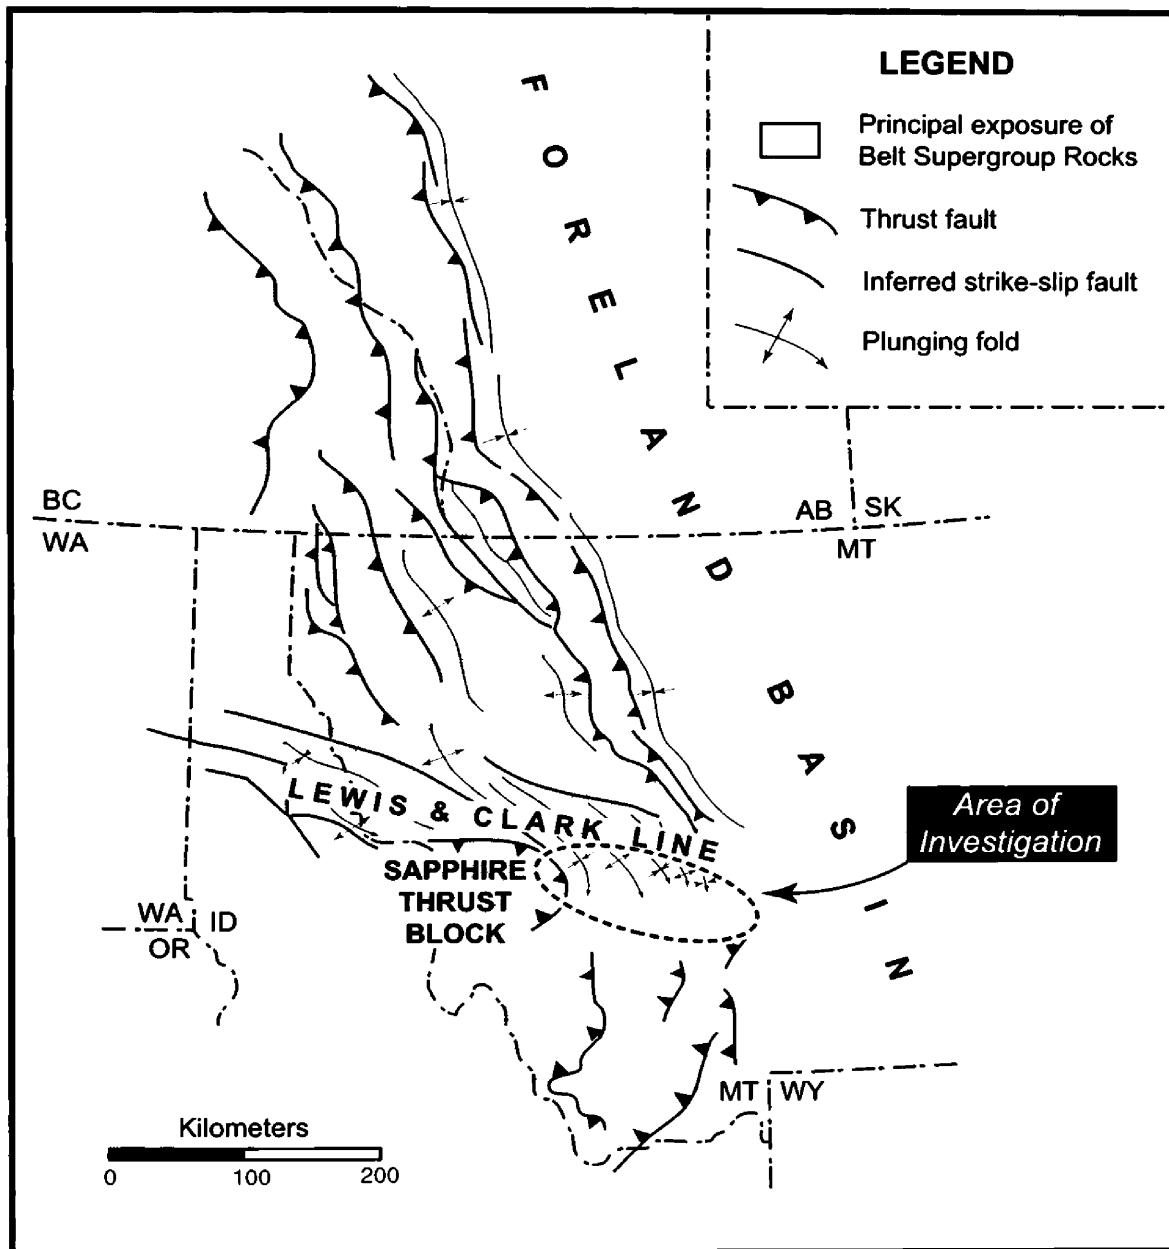 LEGEND
Principal exposure of
Belt Supergroup Rocks
Thrust fault
Inferred strike-slip fault
Plunging fold
FORELAND BASIN
BC
WA
AB
SK
MT
LEWIS & CLARK LINE
Area of
Investigation
SAPPHIRE
THRUST
BLOCK
WA
ID
OR
MT
WY
Kilometers
0
100
200